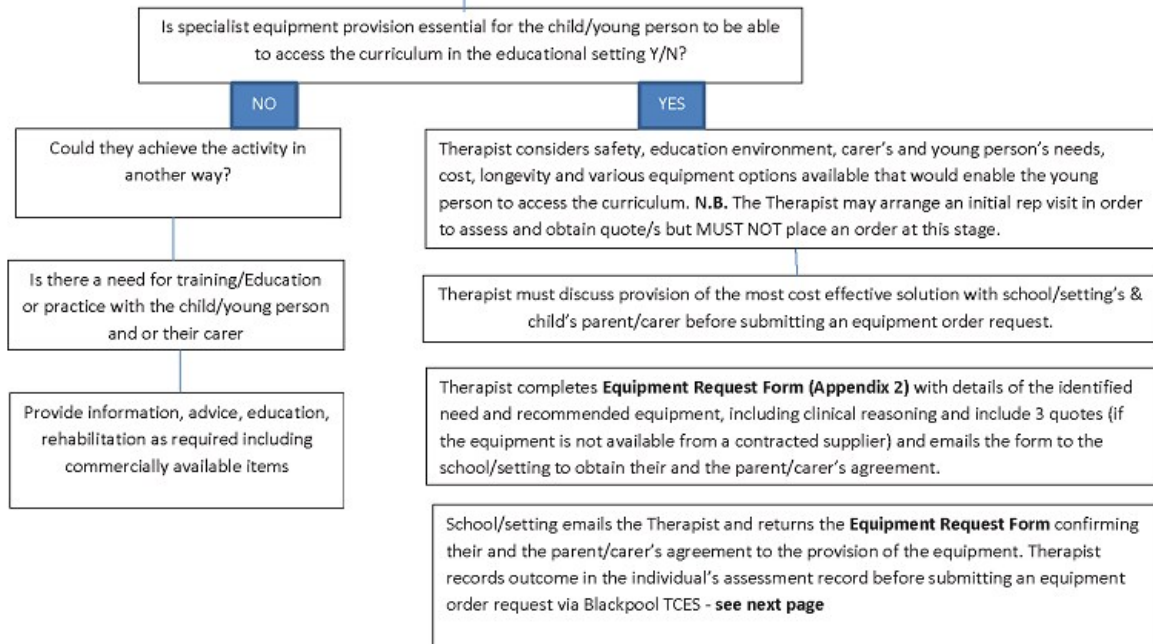 Is specialist equipment provision essential for the child/young person to be able
to access the curriculum in the educational setting Y/N?
NO
YES
Could they achieve the activity in
another way?
Is there a need for training/Education
or practice with the child/young person
and or their carer
Provide information, advice, education,
rehabilitation as required including
commercially available items
Therapist considers safety, education environment, carer's and young person's needs,
cost, longevity and various equipment options available that would enable the young
person to access the curriculum. N.B. The Therapist may arrange an initial rep visit in order
to assess and obtain quote/s but MUST NOT place an order at this stage.
Therapist must discuss provision of the most cost effective solution with school/setting's &
child's parent/carer before submitting an equipment order request.
Therapist completes Equipment Request Form (Appendix 2) with details of the identified
need and recommended equipment, including clinical reasoning and include 3 quotes (if
the equipment is not available from a contracted supplier) and emails the form to the
school/setting to obtain their and the parent/carer's agreement.
School/setting emails the Therapist and returns the Equipment Request Form confirming
their and the parent/carer's agreement to the provision of the equipment. Therapist
records outcome in the individual's assessment record before submitting an equipment
order request via Blackpool TCES - see next page